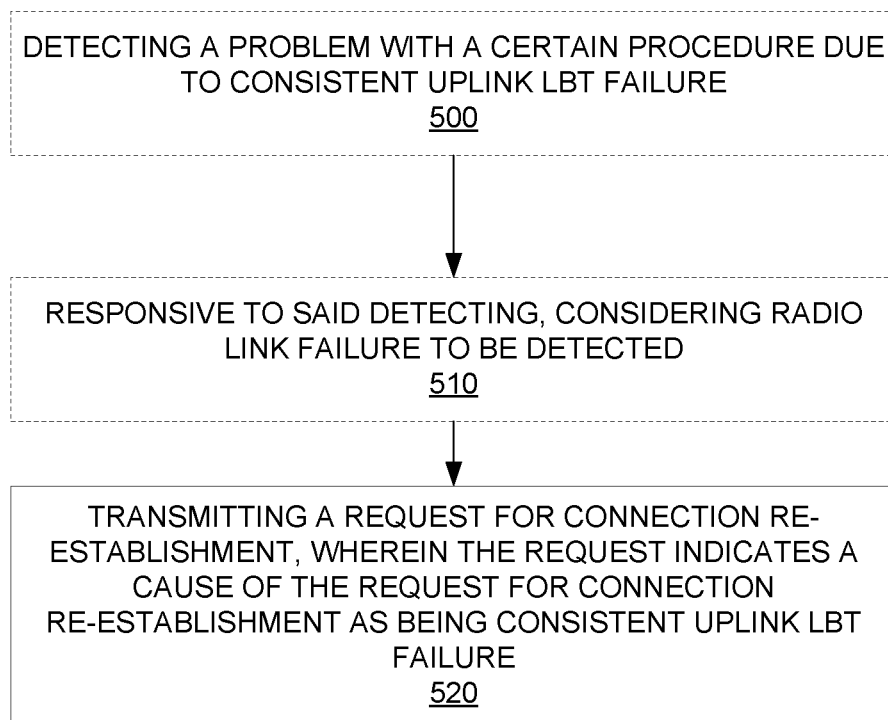 DETECTING A PROBLEM WITH A CERTAIN PROCEDURE DUE
TO CONSISTENT UPLINK LBT FAILURE
500
RESPONSIVE TO SAID DETECTING, CONSIDERING RADIO
LINK FAILURE TO BE DETECTED
510
TRANSMITTING A REQUEST FOR CONNECTION RE-
ESTABLISHMENT, WHEREIN THE REQUEST INDICATES A
CAUSE OF THE REQUEST FOR CONNECTION
RE-ESTABLISHMENT AS BEING CONSISTENT UPLINK LBT
FAILURE
520